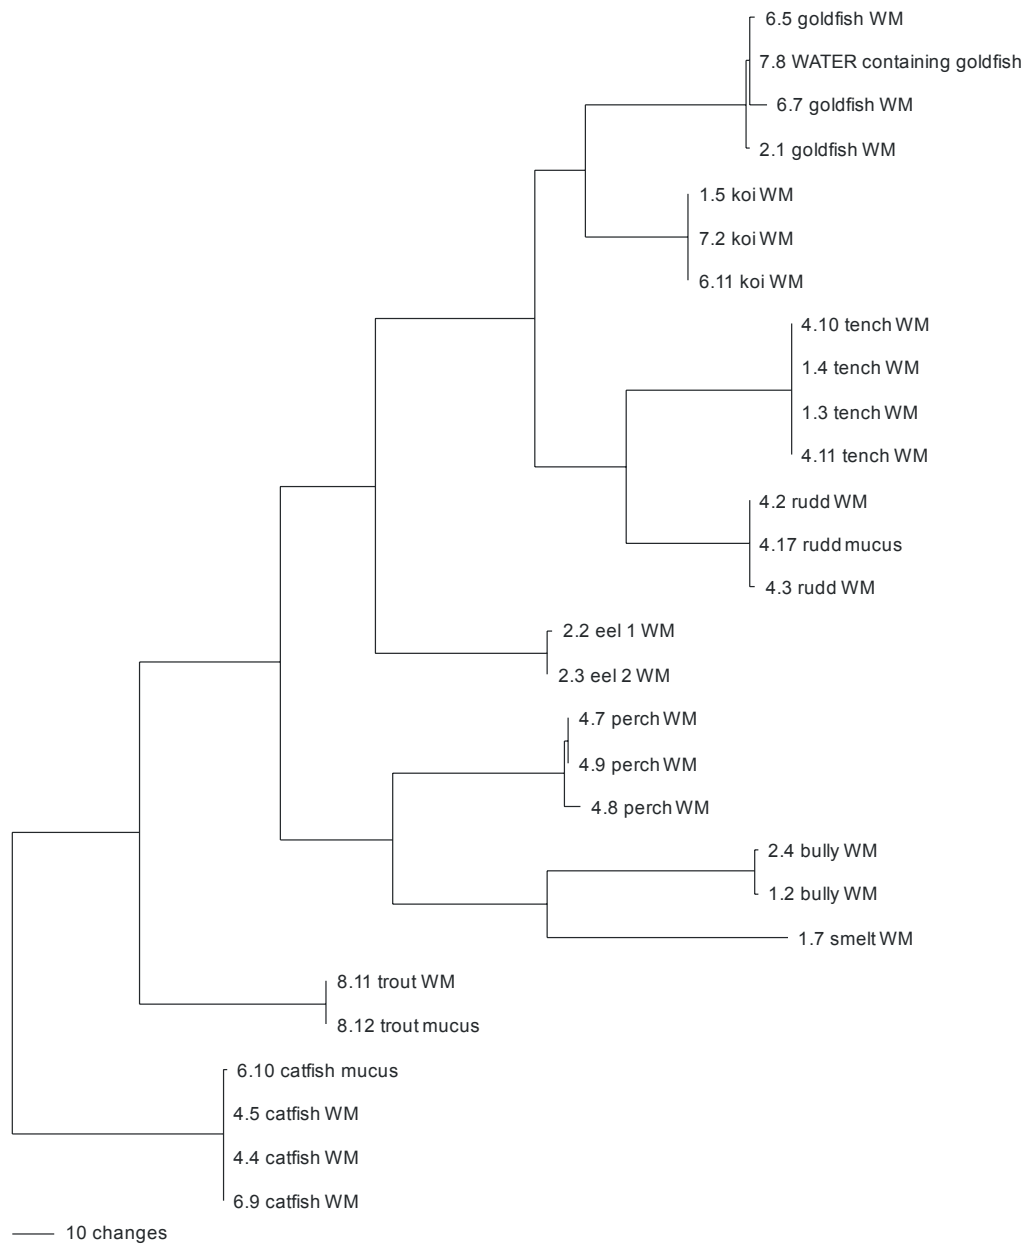 6.5 goldfish WM
7.8 WATER containing goldfish
6.7 goldfish WM
2.1 goldfish WM
1.5 koi WM
7.2 koi WM
6.11 koi WM
4.10 tench WM
1.4 tench WM
1.3 tench WM
4.11 tench WM
4.2 rudd WM
4.17 rudd mucus
4.3 rudd WM
2.2 eel 1 WM
2.3 eel 2 WM
4.7 perch WM
4.9 perch WM
4.8 perch WM
2.4 bully WM
1.2 bully WM
1.7 smelt WM
8.11 trout WM
8.12 trout mucus
6.10 catfish mucus
4.5 catfish WM
4.4 catfish WM
6.9 catfish WM
10 changes